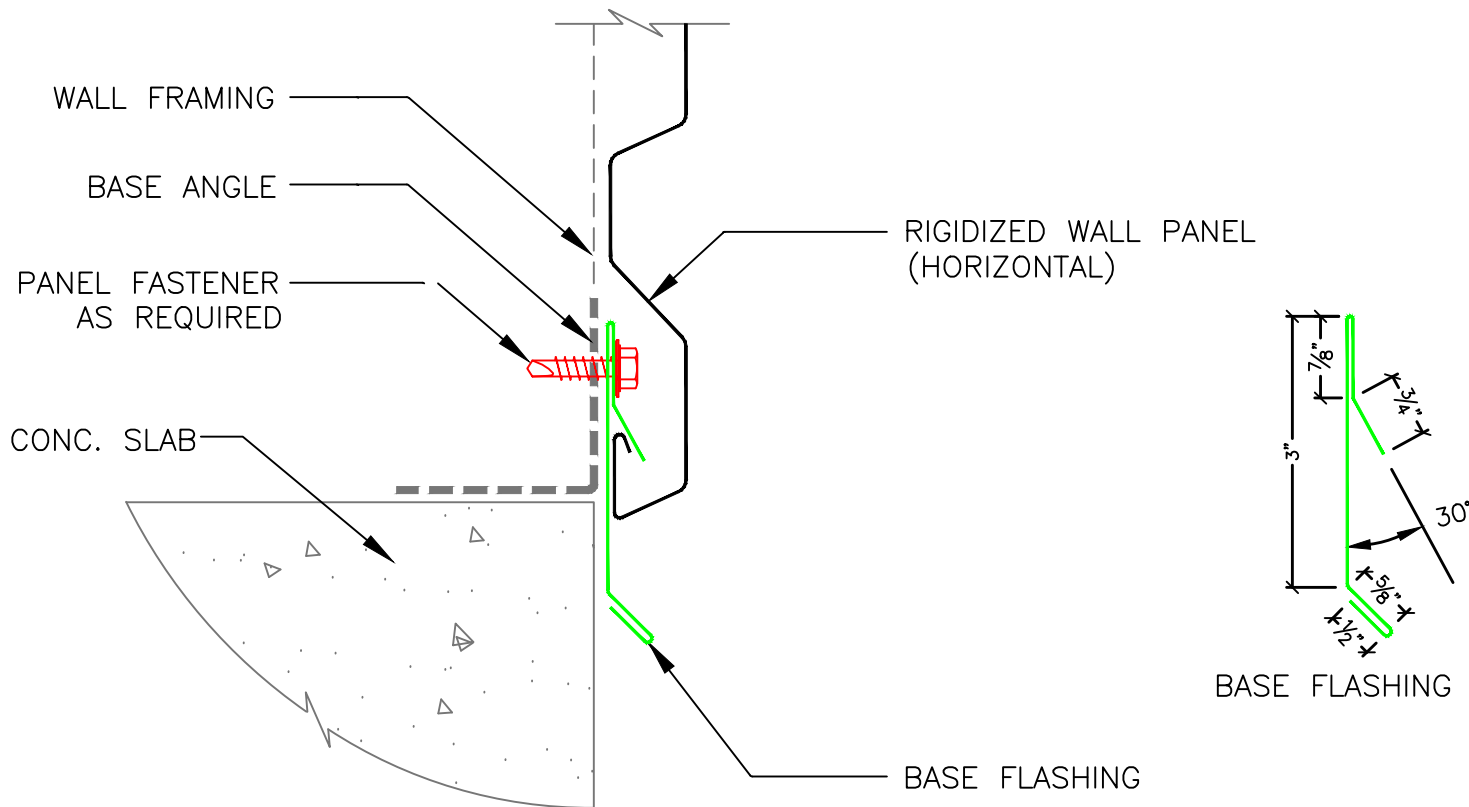 WALL FRAMING
BASE ANGLE
PANEL FASTENER
AS REQUIRED
CONC. SLAB
RIGIDIZED WALL PANEL
(HORIZONTAL)
BASE FLASHING
7/8"
3/4"
3"
30°
5/8"
1/2"
BASE FLASHING